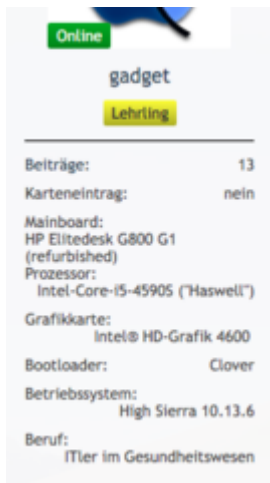 Online
gadget
Lehrling
Beiträge: 13
Karteneintrag: nein
Mainboard:
HP Elitedesk G800 G1
(refurbished)
Prozessor:
Intel-Core-i5-4590S ("Haswell")
Grafikkarte:
Intel® HD-Grafik 4600
Bootloader: Clover
Betriebssystem:
High Sierra 10.13.6
Beruf:
ITler im Gesundheitswesen